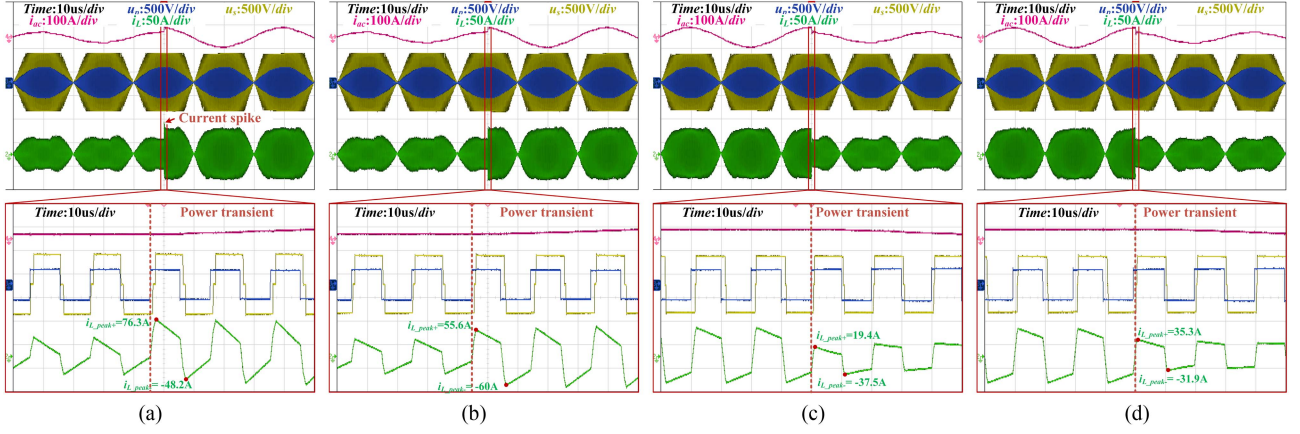 Time:10us/div u_n:500V/div u_s:500V/div
i_ac:100A/div i_L:50A/div
Current spike
Time:10us/div Power transient
i_L_peak+=76.3A
i_L_peak-= -48.2A
(a)
Time:10us/div u_n:500V/div u_s:500V/div
i_ac:100A/div i_L:50A/div
Time:10us/div Power transient
i_L_peak+=55.6A
i_L_peak-= -60A
(b)
Time:10us/div u_n:500V/div u_s:500V/div
i_ac:100A/div i_L:50A/div
Time:10us/div Power transient
i_L_peak+=19.4A
i_L_peak-= -37.5A
(c)
Time:10us/div u_n:500V/div u_s:500V/div
i_ac:100A/div i_L:50A/div
Time:10us/div Power transient
i_L_peak+=35.3A
i_L_peak-= -31.9A
(d)